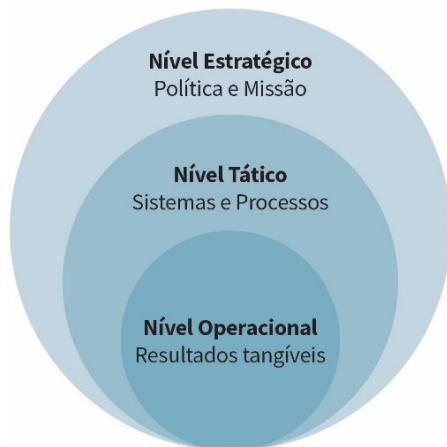 Nível Estratégico
Política e Missão
Nível Tático
Sistemas e Processos
Nível Operacional
Resultados tangíveis